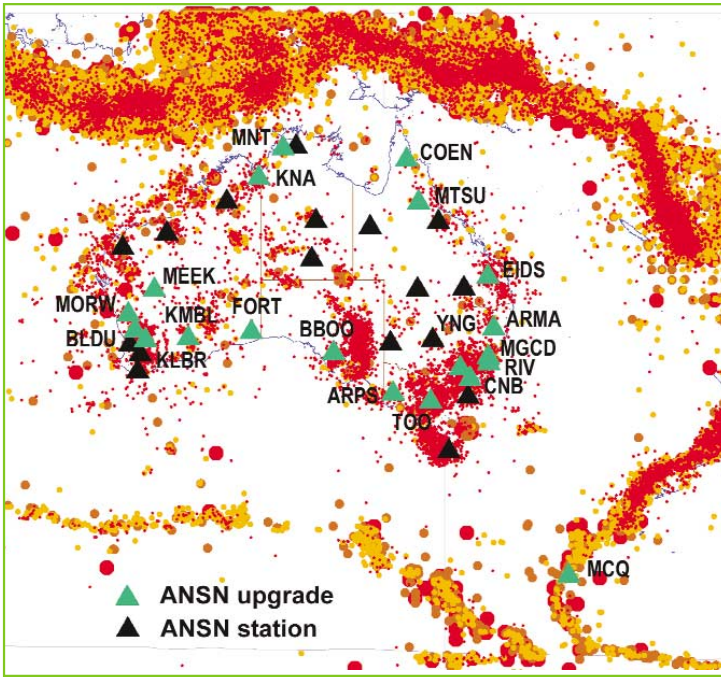 MNT
COEN
KNA
MTSU
EIDS
MEEK
MORW
KMBL
FORT
YNG
ARMA
BLDU
BBOO
MGCD
KLBR
RIV
CNB
ARPS
TOO
MCQ
ANSN upgrade
ANSN station